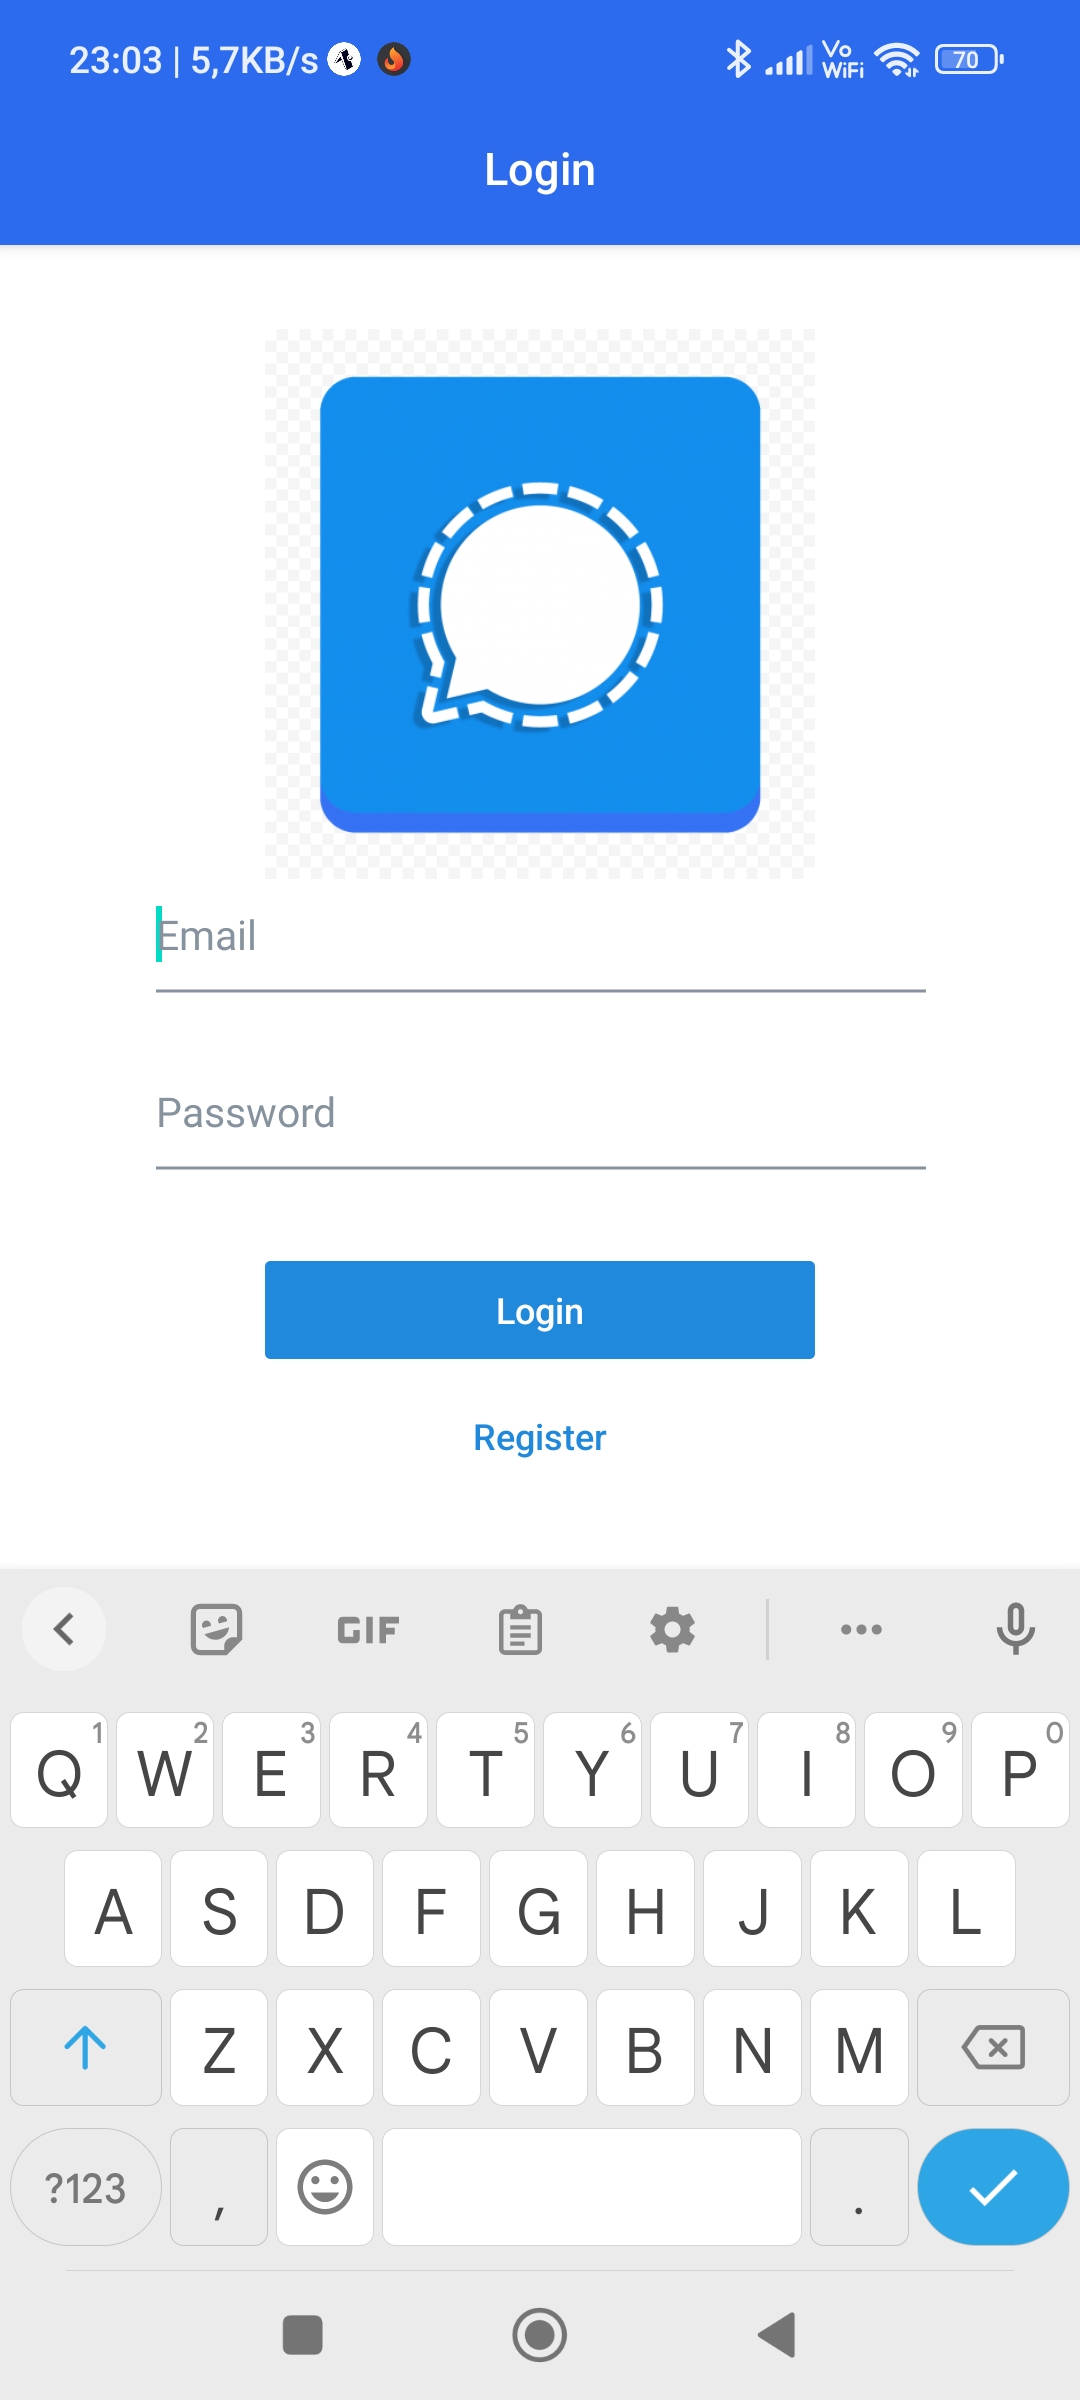 23:03 | 5,7KB/s Vo WiFi 70
Login
Email
Password
Login
Register
GIF
1 2 3 4 5 6 7 8 9 0
Q W E R T Y U I O P
A S D F G H J K L
Z X C V B N M
?123 , .